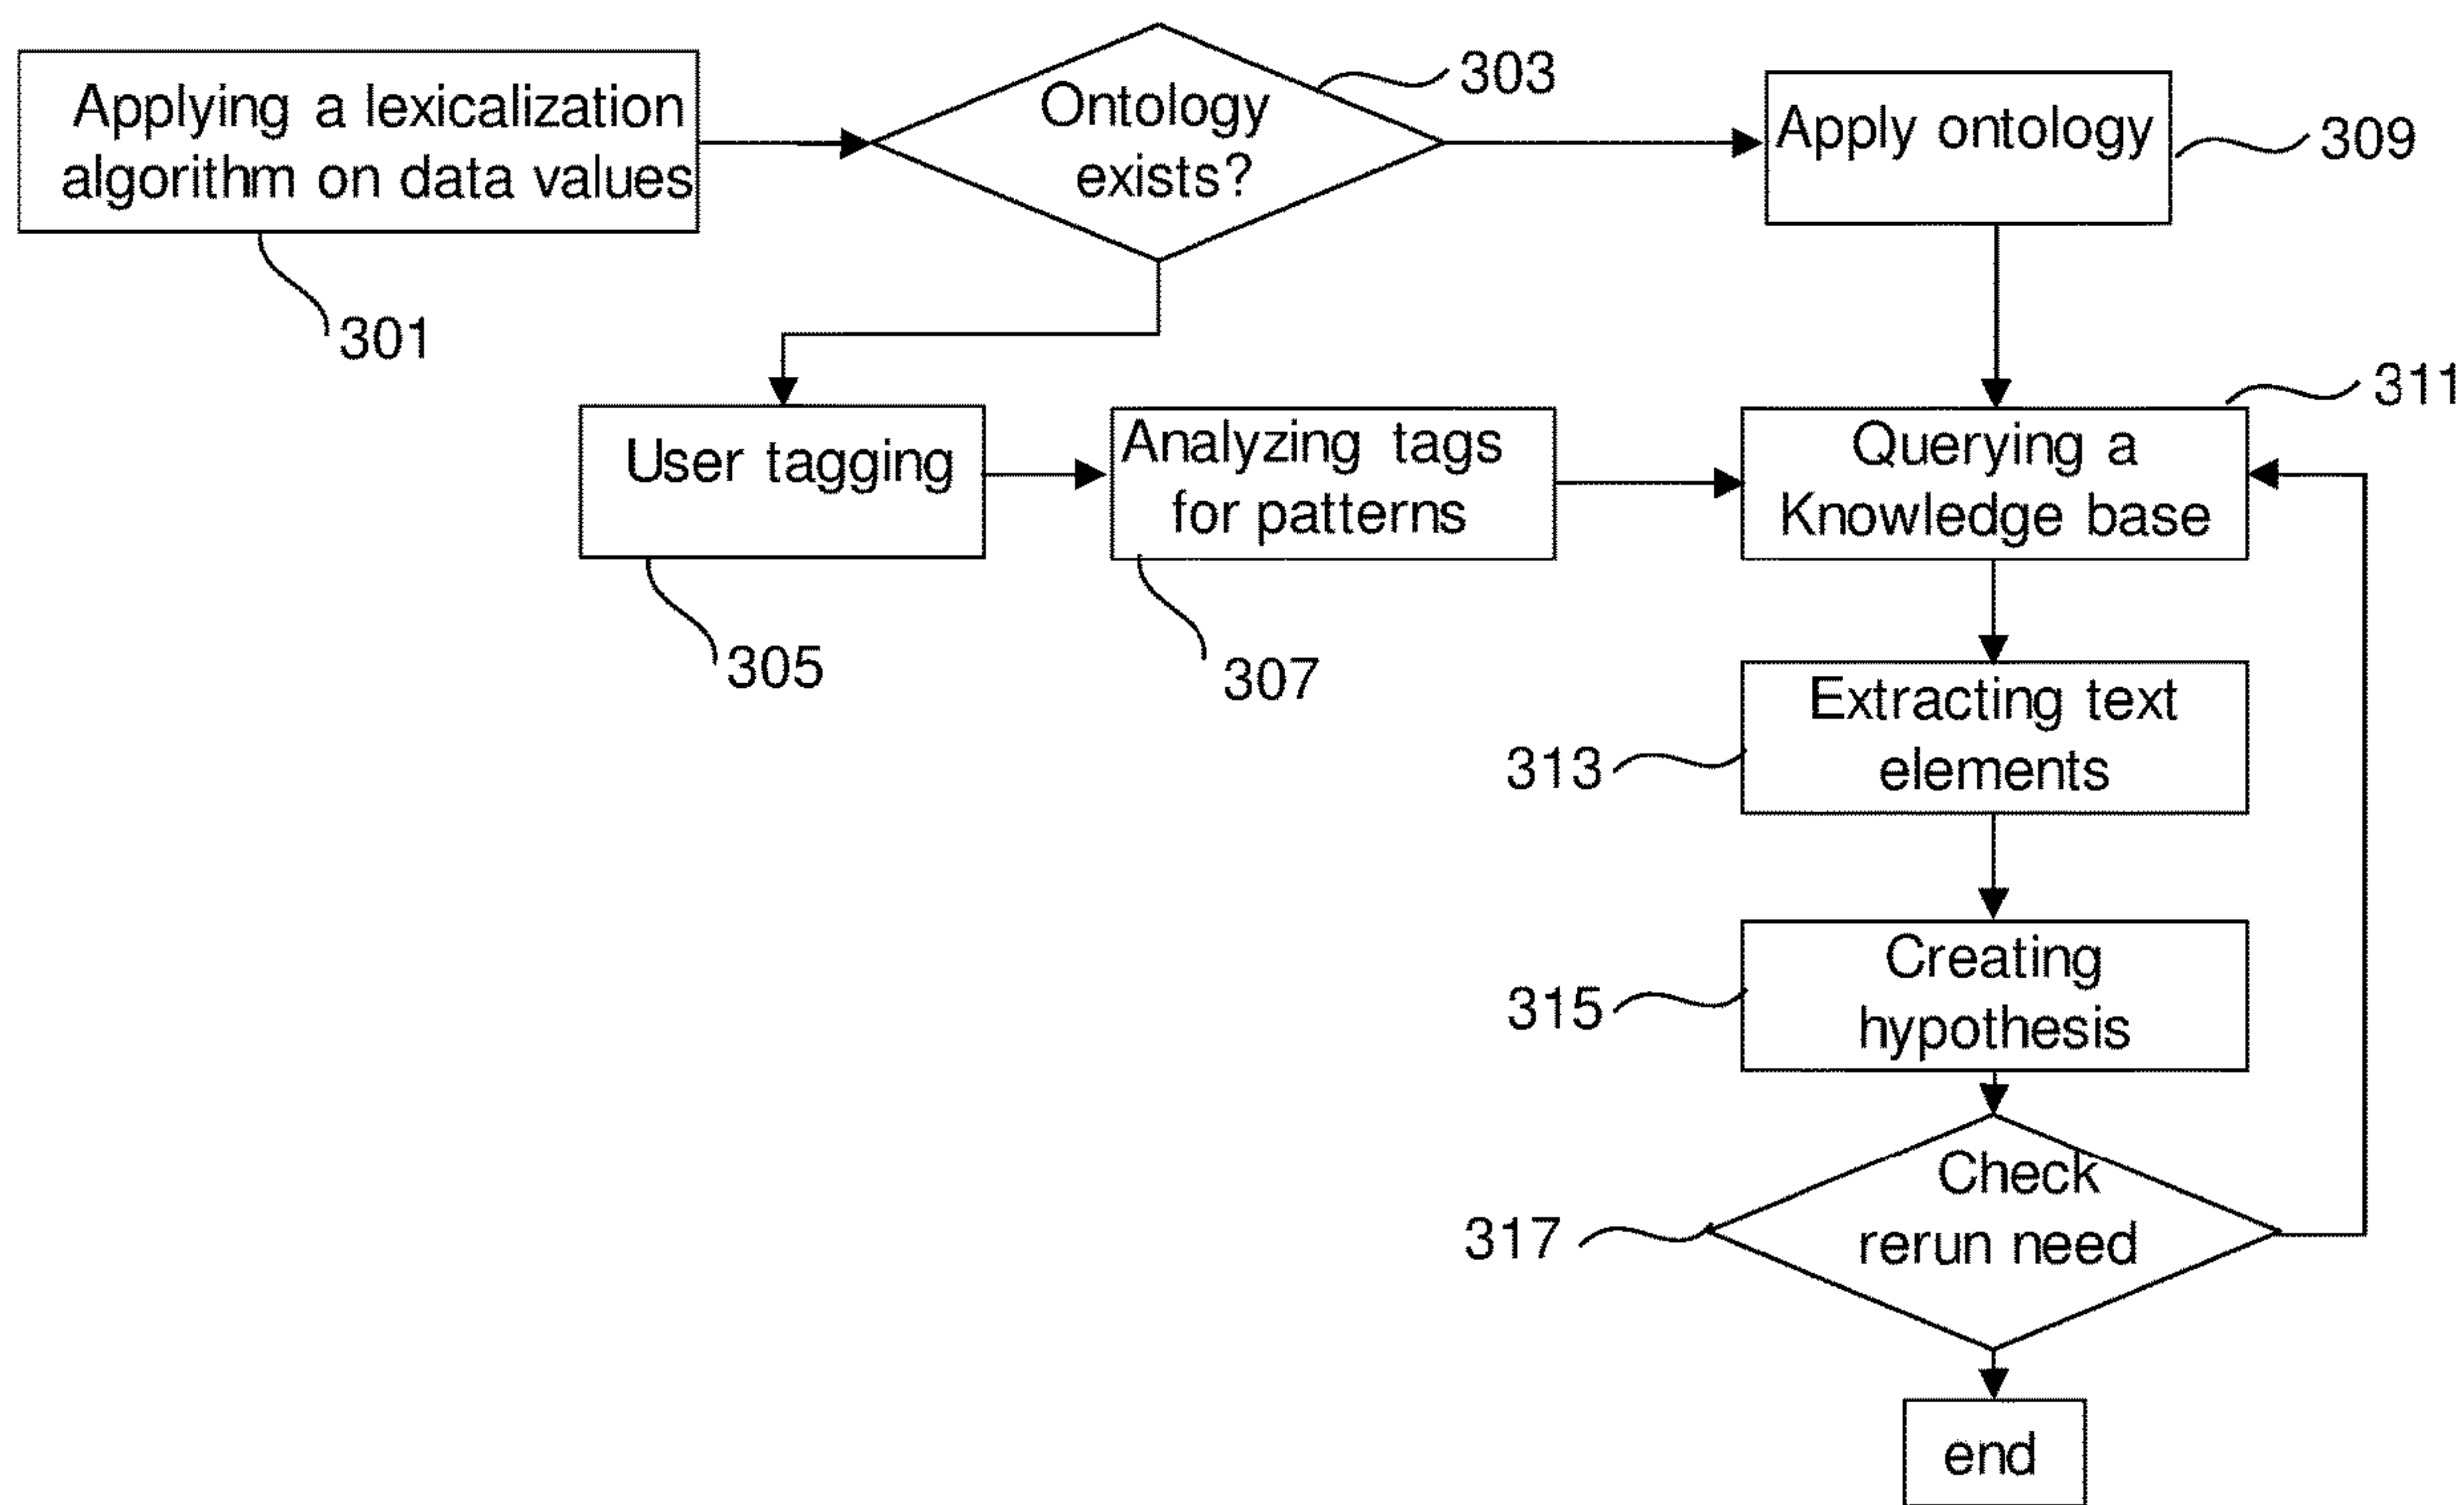 Applying a lexicalization
algorithm on data values
301
Ontology
exists?
303
Apply ontology
309
User tagging
305
Analyzing tags
for patterns
307
Querying a
Knowledge base
311
Extracting text
elements
313
Creating
hypothesis
315
Check
rerun need
317
end